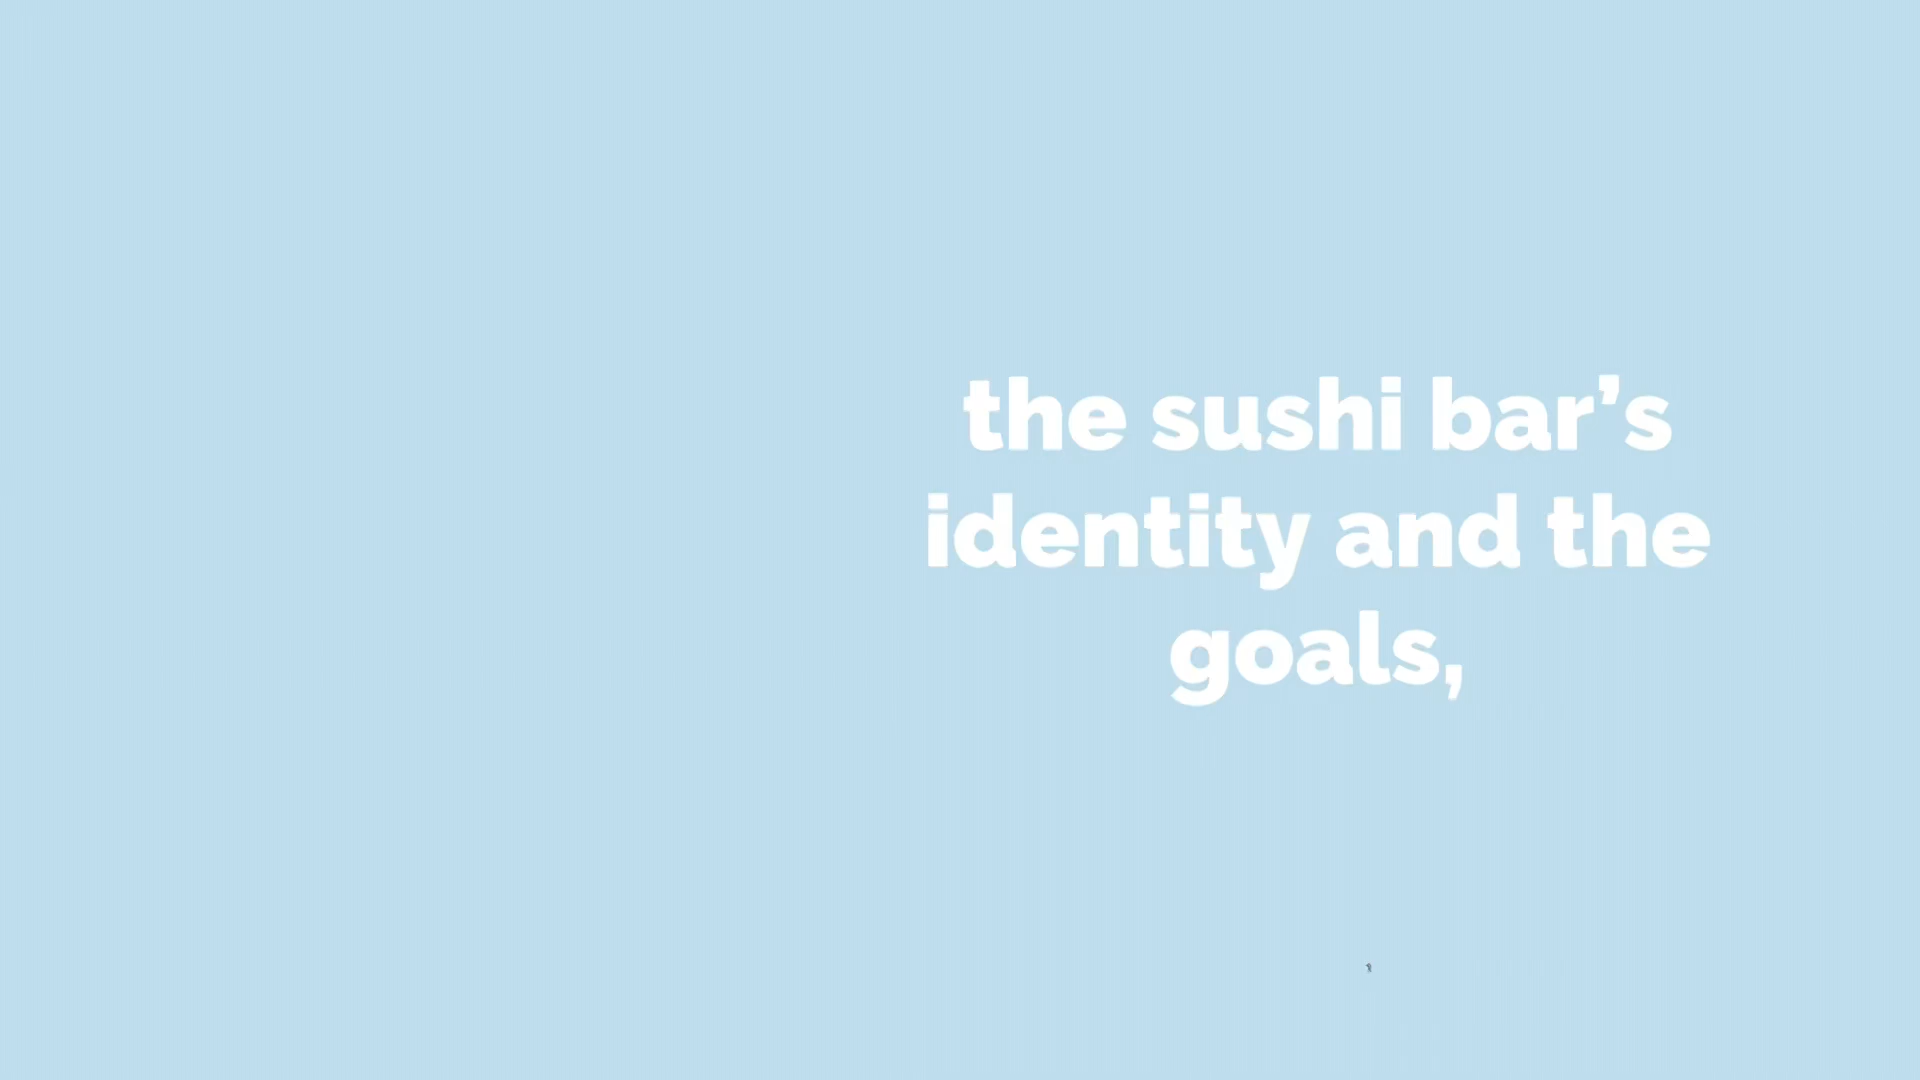 the sushi bar’s
identity and the
goals,